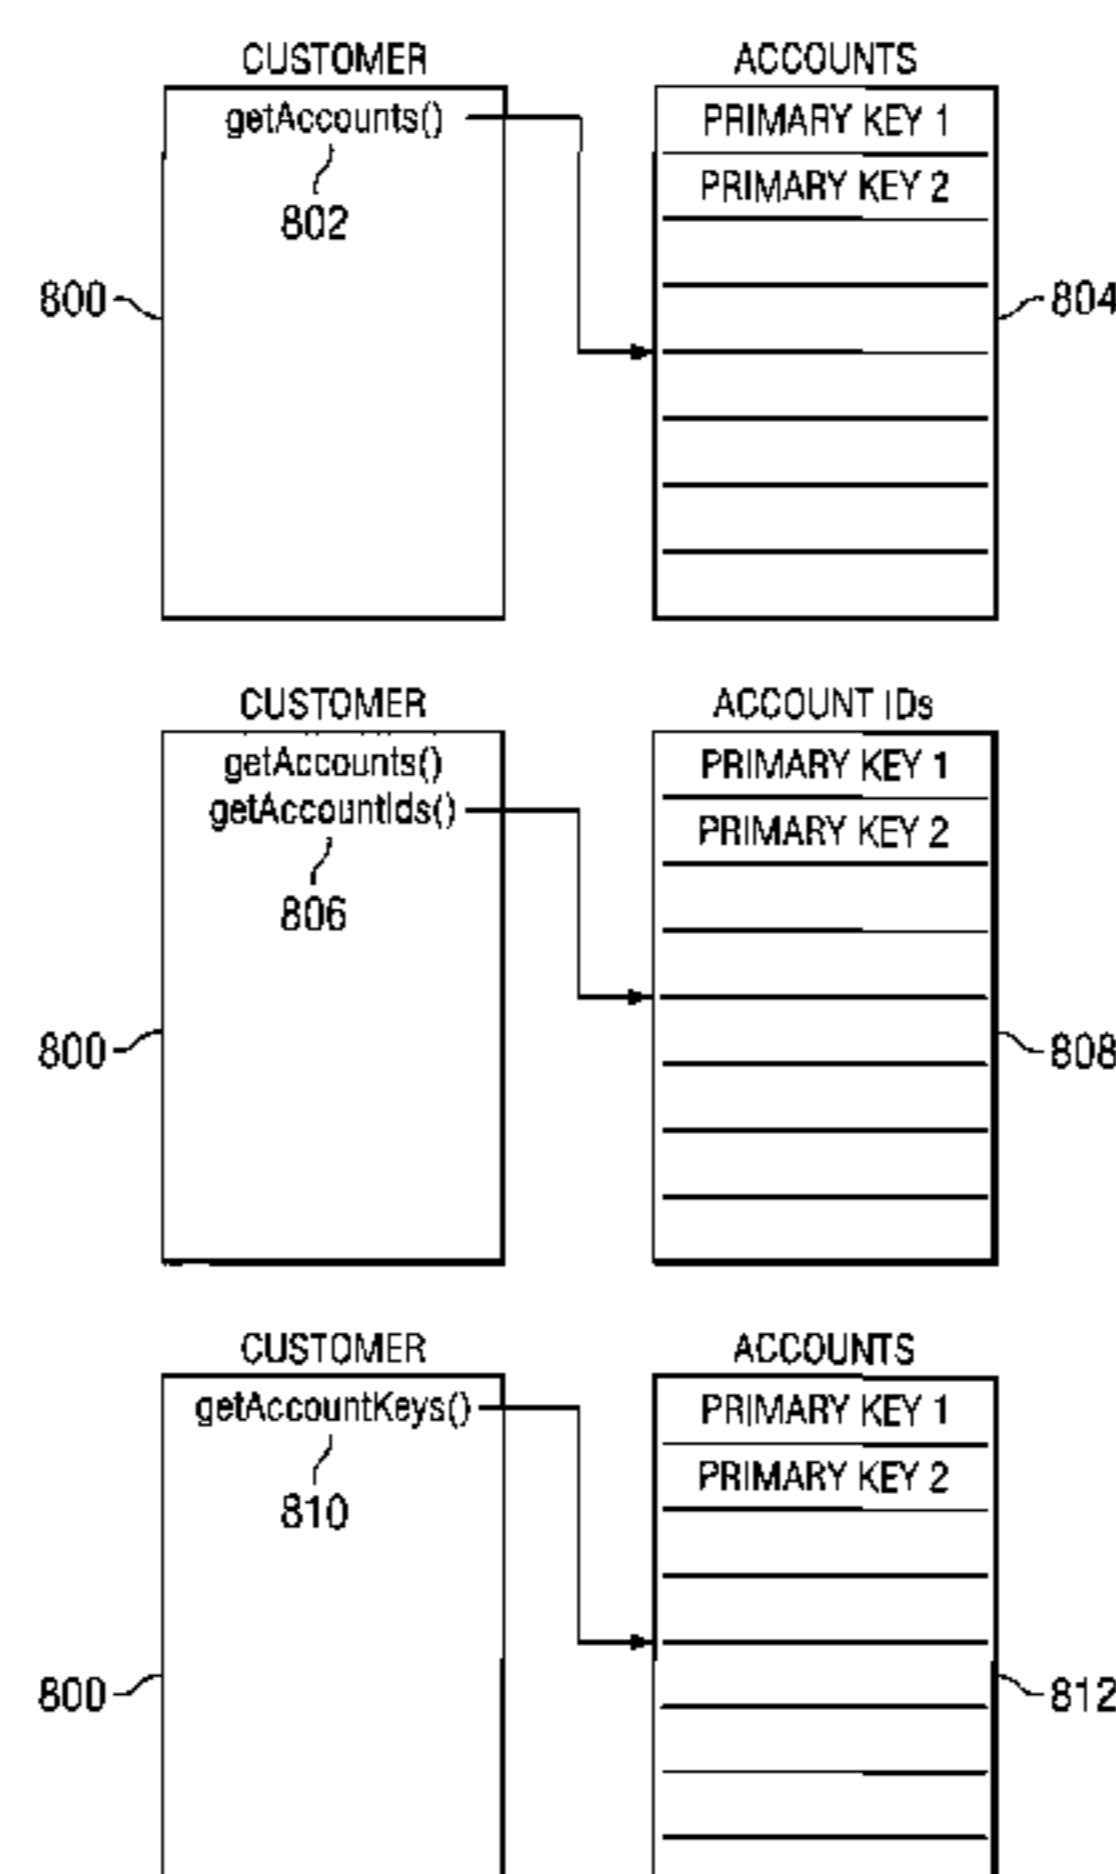 CUSTOMER
ACCOUNTS
getAccounts()
802
800
PRIMARY KEY 1
PRIMARY KEY 2
804
CUSTOMER
ACCOUNT IDs
getAccounts()
getAccountIds()
806
800
PRIMARY KEY 1
PRIMARY KEY 2
808
CUSTOMER
ACCOUNTS
getAccountKeys()
810
800
PRIMARY KEY 1
PRIMARY KEY 2
812